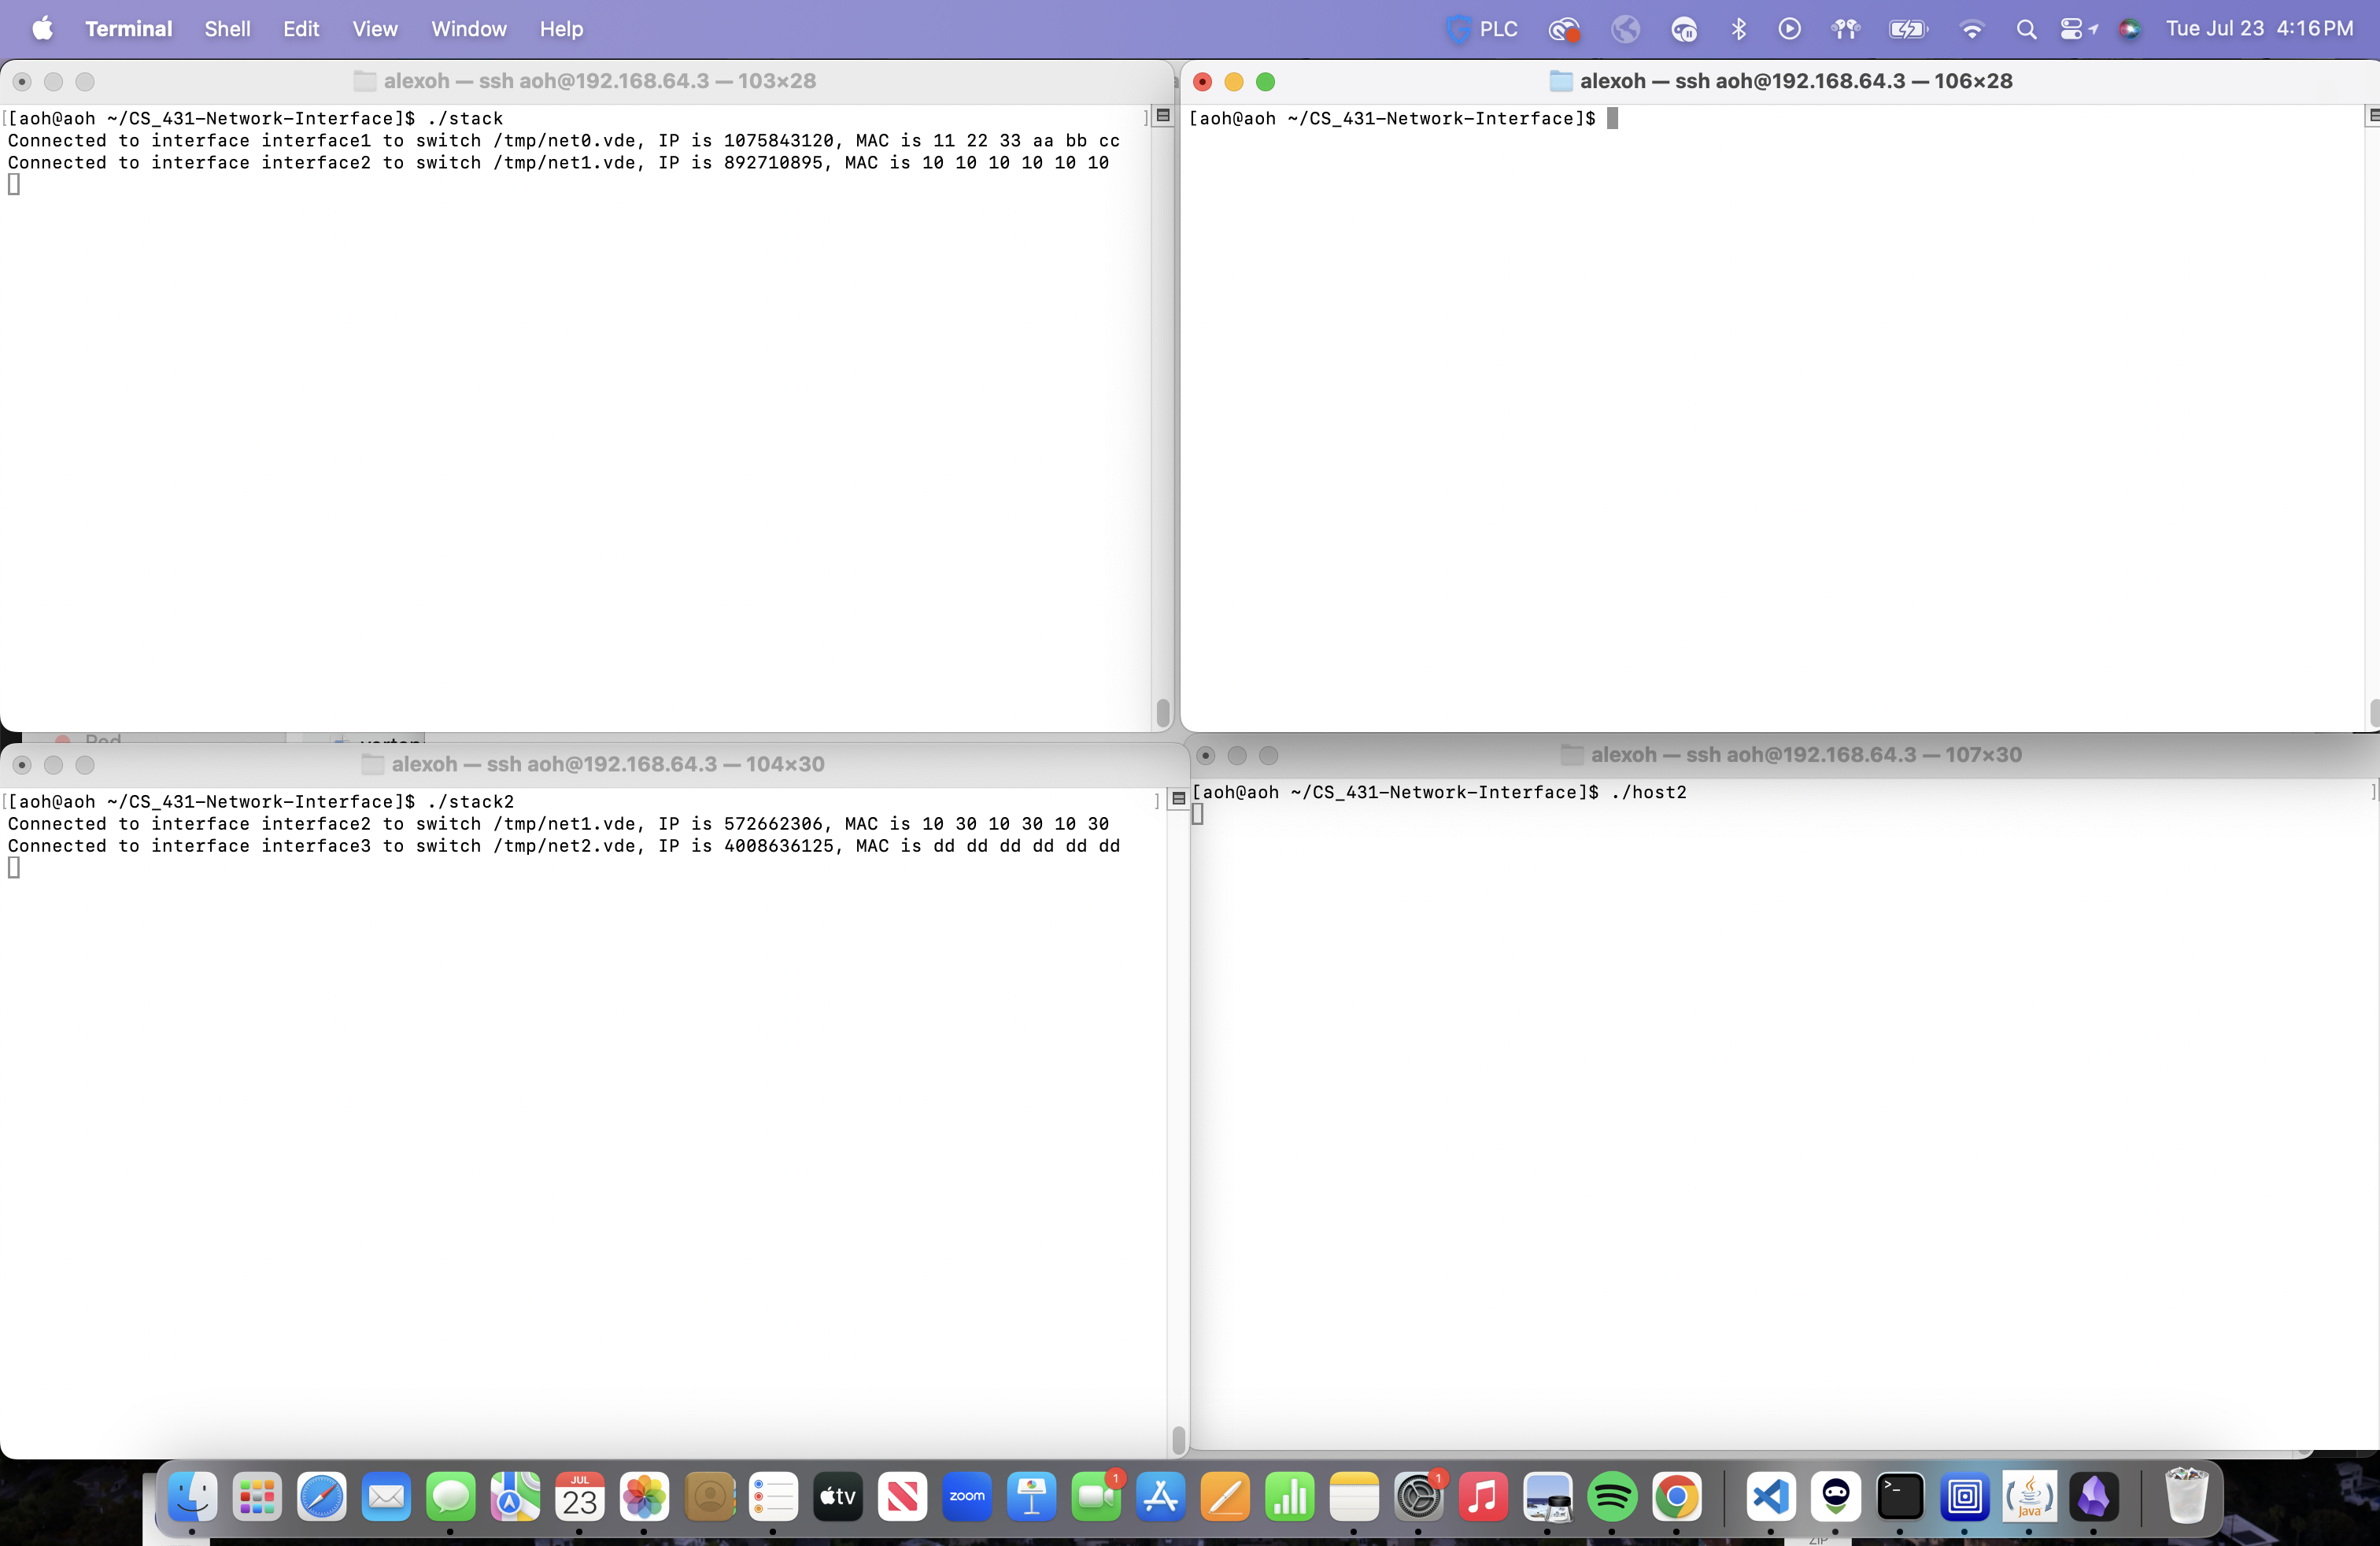 Terminal Shell Edit View Window Help PLC Tue Jul 23 4:16 PM
alexoh — ssh aoh@192.168.64.3 — 103×28
[[aoh@aoh ~/CS_431-Network-Interface]$ ./stack ]
Connected to interface interface1 to switch /tmp/net0.vde, IP is 1075843120, MAC is 11 22 33 aa bb cc
Connected to interface interface2 to switch /tmp/net1.vde, IP is 892710895, MAC is 10 10 10 10 10 10
alexoh — ssh aoh@192.168.64.3 — 106×28
[aoh@aoh ~/CS_431-Network-Interface]$
alexoh — ssh aoh@192.168.64.3 — 104×30
[[aoh@aoh ~/CS_431-Network-Interface]$ ./stack2 ]
Connected to interface interface2 to switch /tmp/net1.vde, IP is 572662306, MAC is 10 30 10 30 10 30
Connected to interface interface3 to switch /tmp/net2.vde, IP is 4008636125, MAC is dd dd dd dd dd dd
alexoh — ssh aoh@192.168.64.3 — 107×30
[aoh@aoh ~/CS_431-Network-Interface]$ ./host2 ]
JUL
23
tv
zoom
1
1
>_
Java
ZIP